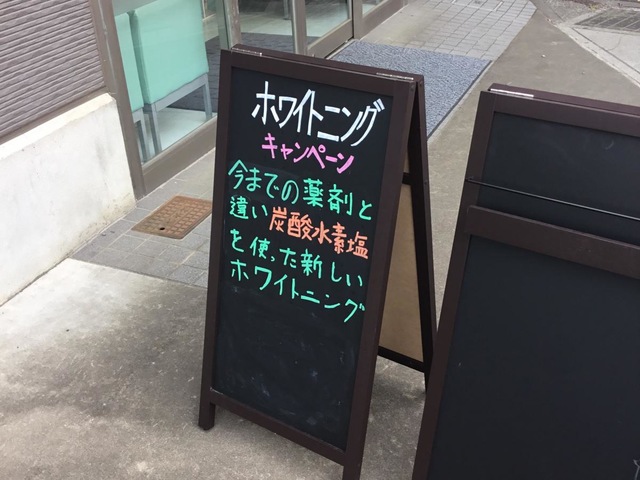 ホワイトニング
キャンペーン
今までの薬剤と
違い炭酸水素塩
を使った新しい
ホワイトニング